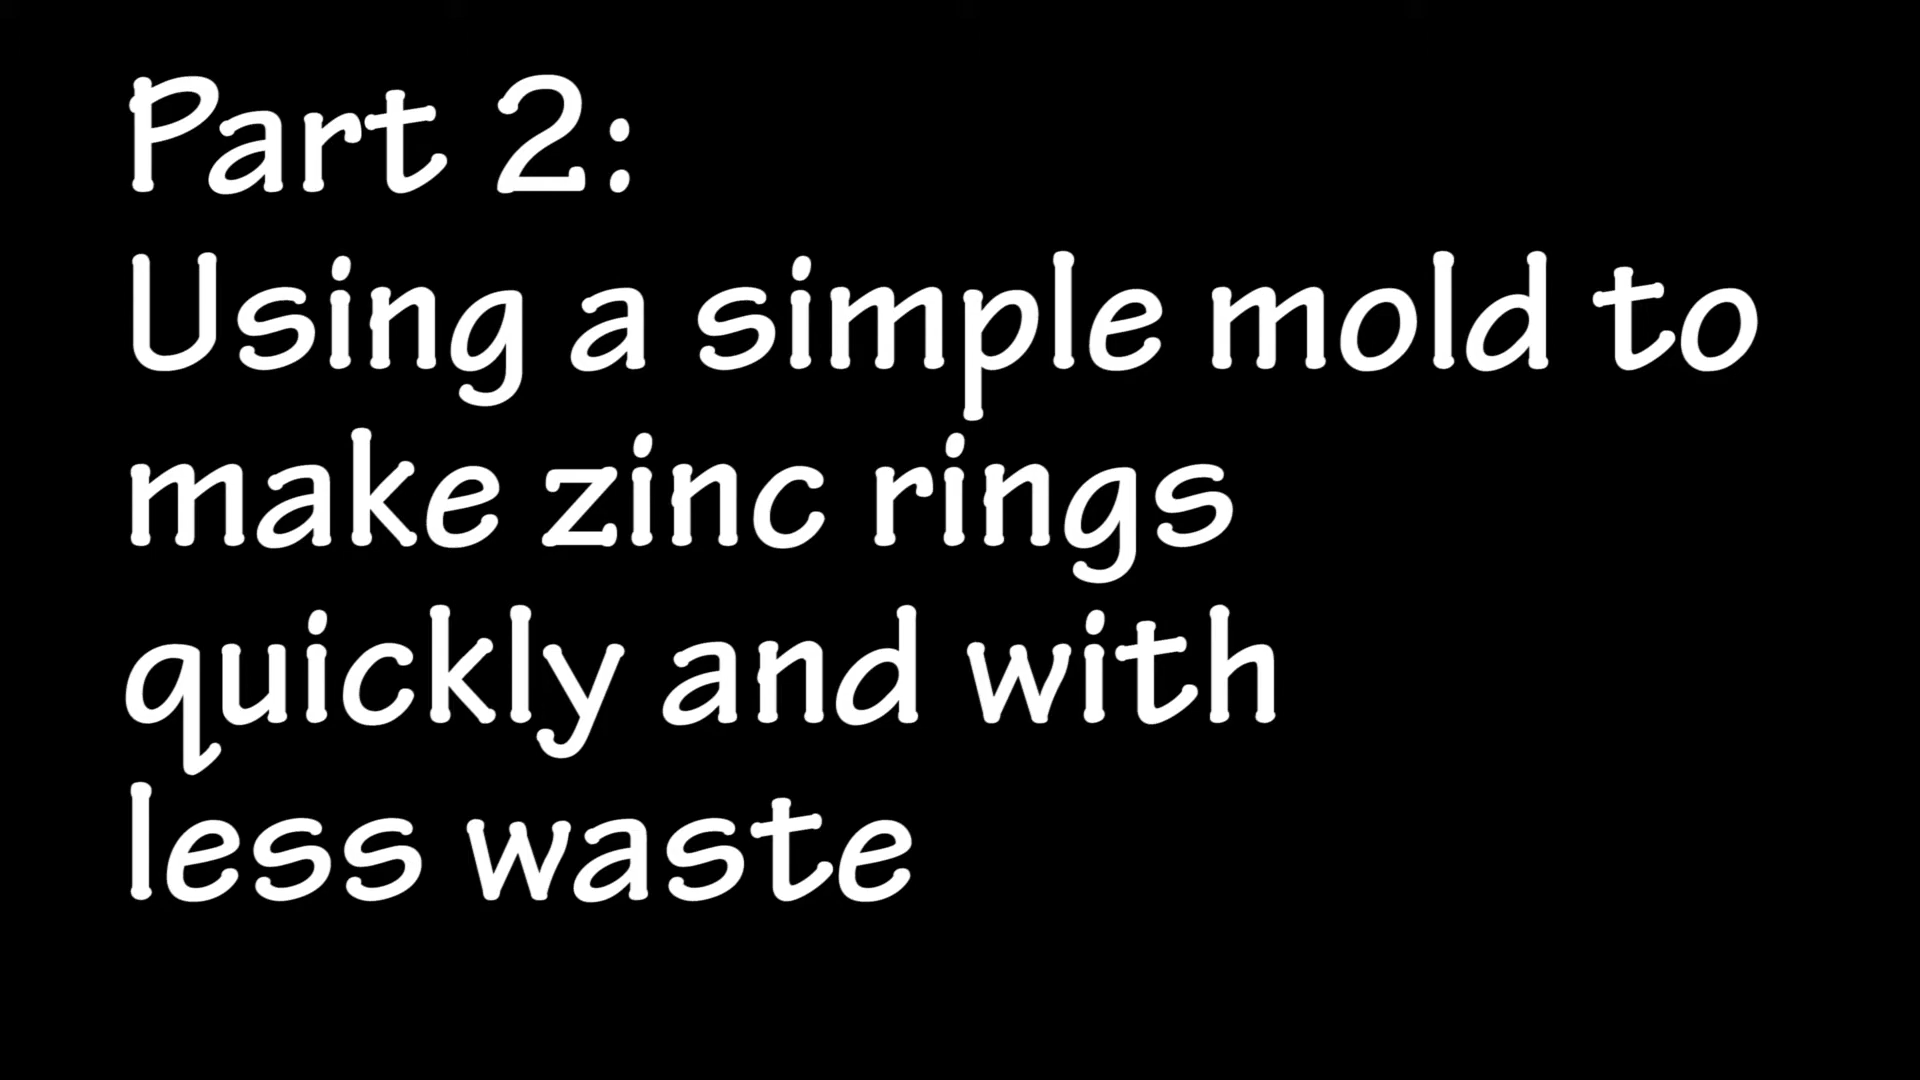 Part 2:
Using a simple mold to
make zinc rings
quickly and with
less waste